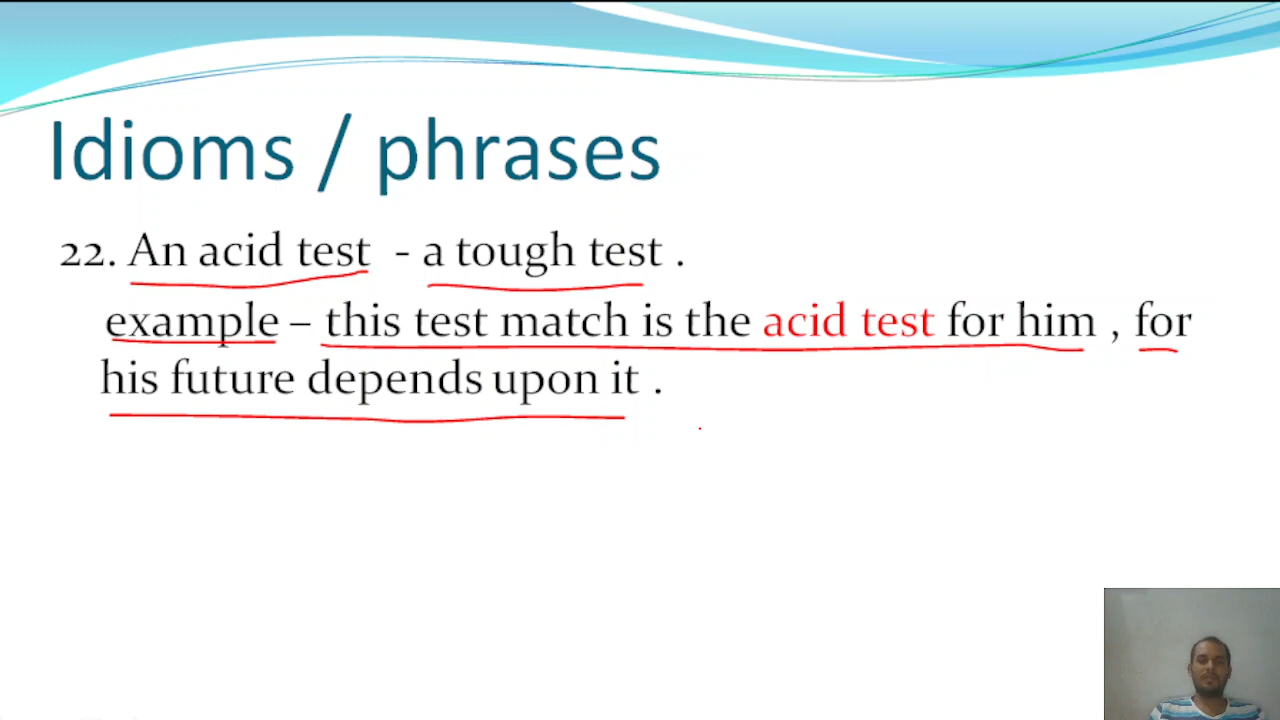 Idioms / phrases
22. An acid test - a tough test .
example – this test match is the acid test for him , for
his future depends upon it .